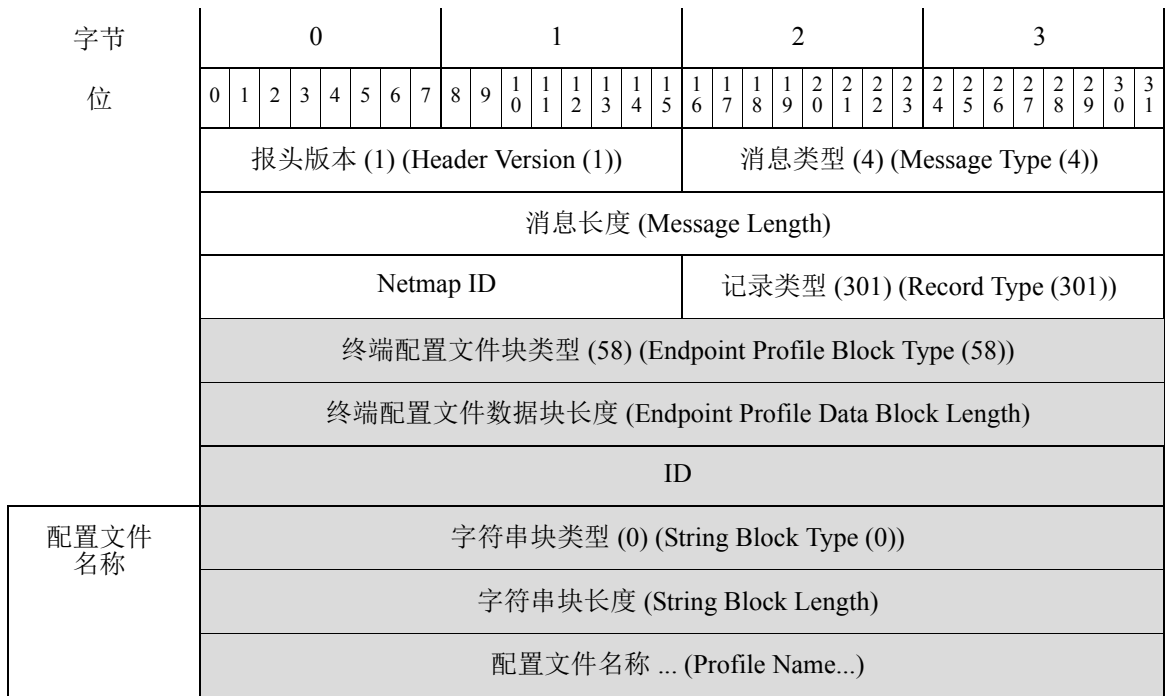 字节 0 1 2 3
位 0 1 2 3 4 5 6 7 8 9 10 11 12 13 14 15 16 17 18 19 20 21 22 23 24 25 26 27 28 29 30 31
报头版本 (1) (Header Version (1)) 消息类型 (4) (Message Type (4))
消息长度 (Message Length)
Netmap ID 记录类型 (301) (Record Type (301))
终端配置文件块类型 (58) (Endpoint Profile Block Type (58))
终端配置文件数据块长度 (Endpoint Profile Data Block Length)
ID
配置文件
名称
字符串块类型 (0) (String Block Type (0))
字符串块长度 (String Block Length)
配置文件名称 ... (Profile Name...)